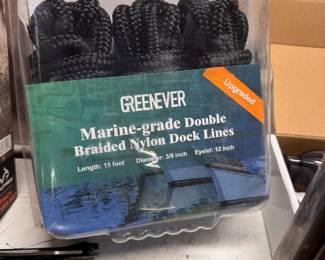 GREENEVER
Upgraded
Marine-grade Double
Braided Nylon Dock Lines
Length: 15 foot Diameter: 3/8 inch Eyelet: 12 inch